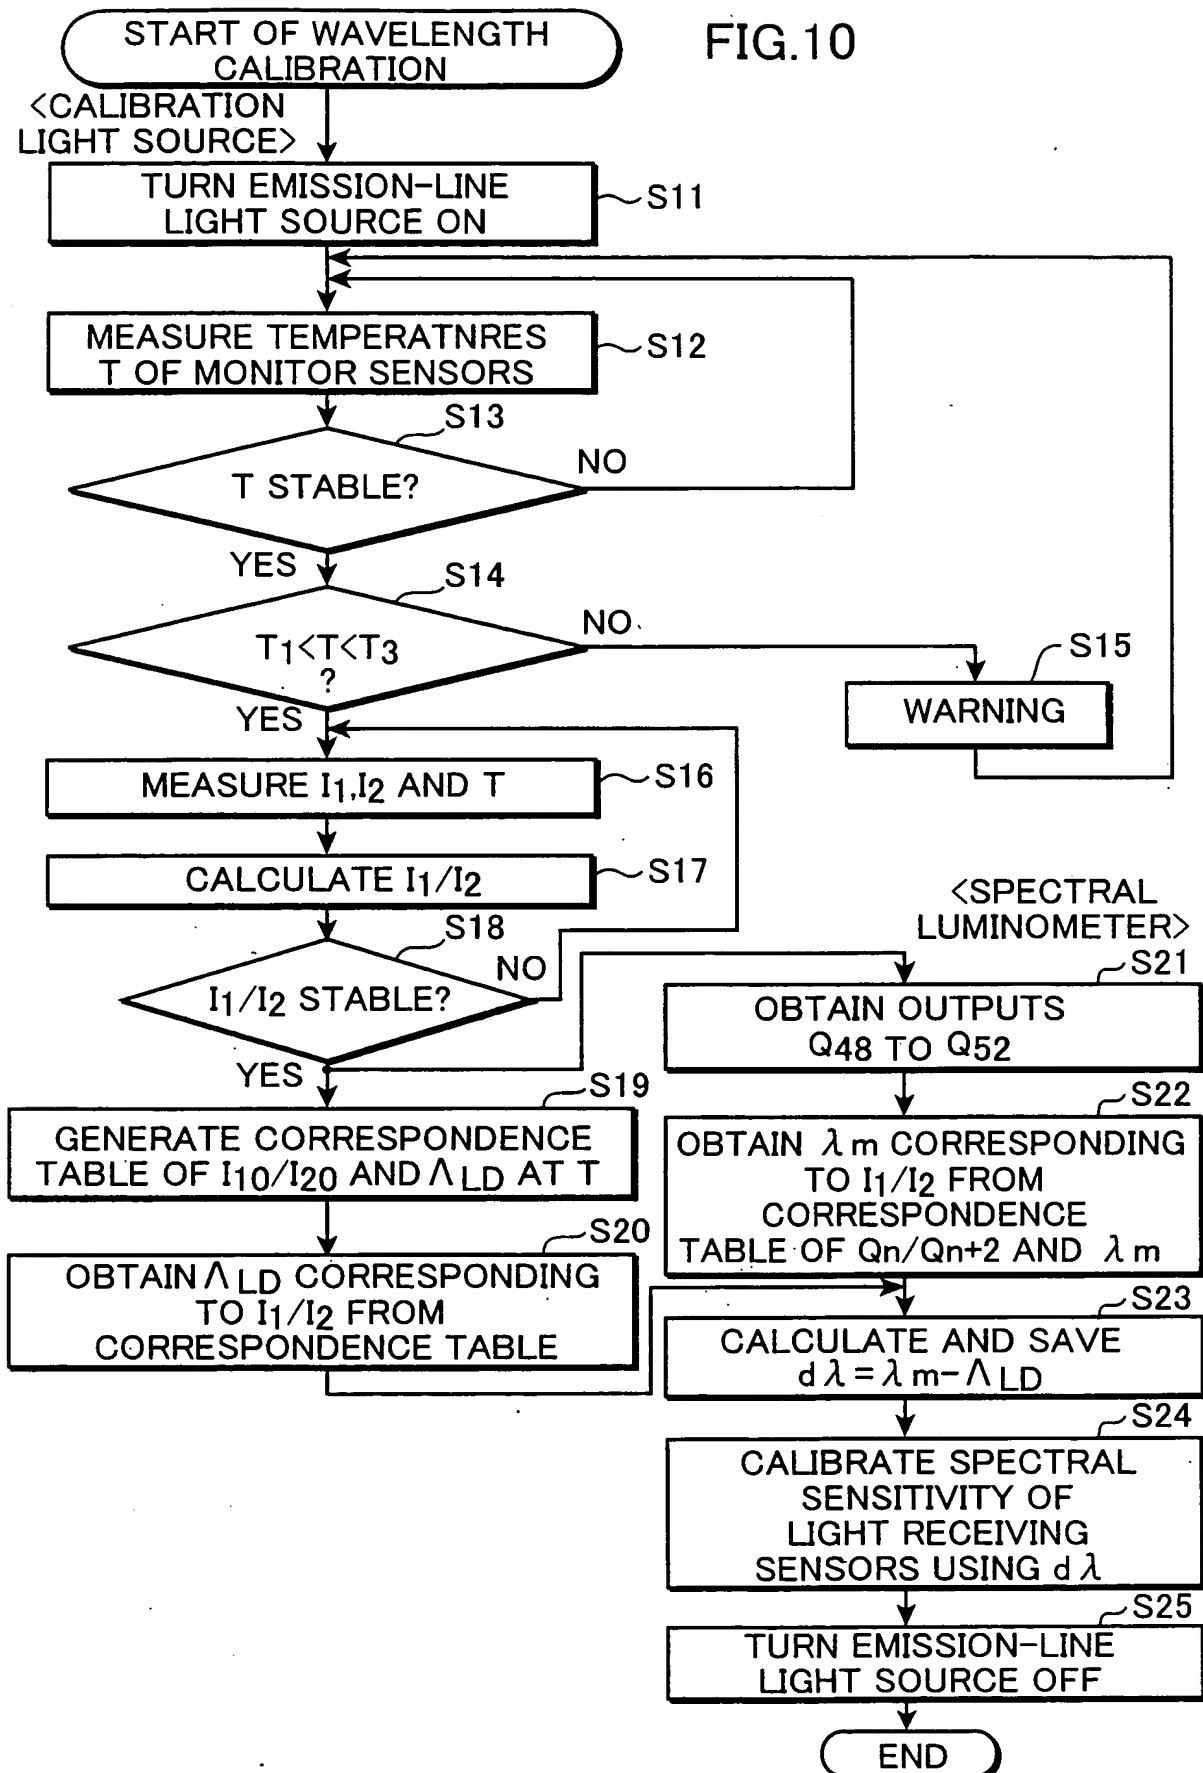 FIG.10
START OF WAVELENGTH
CALIBRATION
<CALIBRATION
LIGHT SOURCE>
TURN EMISSION-LINE
LIGHT SOURCE ON
S11
MEASURE TEMPERATNRES
T OF MONITOR SENSORS
S12
S13
T STABLE?
NO
YES
S14
T1<T<T3
?
NO
YES
S15
WARNING
MEASURE I1,I2 AND T
S16
CALCULATE I1/I2
S17
S18
I1/I2 STABLE?
NO
YES
S19
GENERATE CORRESPONDENCE
TABLE OF I10/I20 AND ΛLD AT T
S20
OBTAIN ΛLD CORRESPONDING
TO I1/I2 FROM
CORRESPONDENCE TABLE
<SPECTRAL
LUMINOMETER>
S21
OBTAIN OUTPUTS
Q48 TO Q52
S22
OBTAIN λm CORRESPONDING
TO I1/I2 FROM
CORRESPONDENCE
TABLE OF Qn/Qn+2 AND λm
S23
CALCULATE AND SAVE
dλ=λm-ΛLD
S24
CALIBRATE SPECTRAL
SENSITIVITY OF
LIGHT RECEIVING
SENSORS USING dλ
S25
TURN EMISSION-LINE
LIGHT SOURCE OFF
END